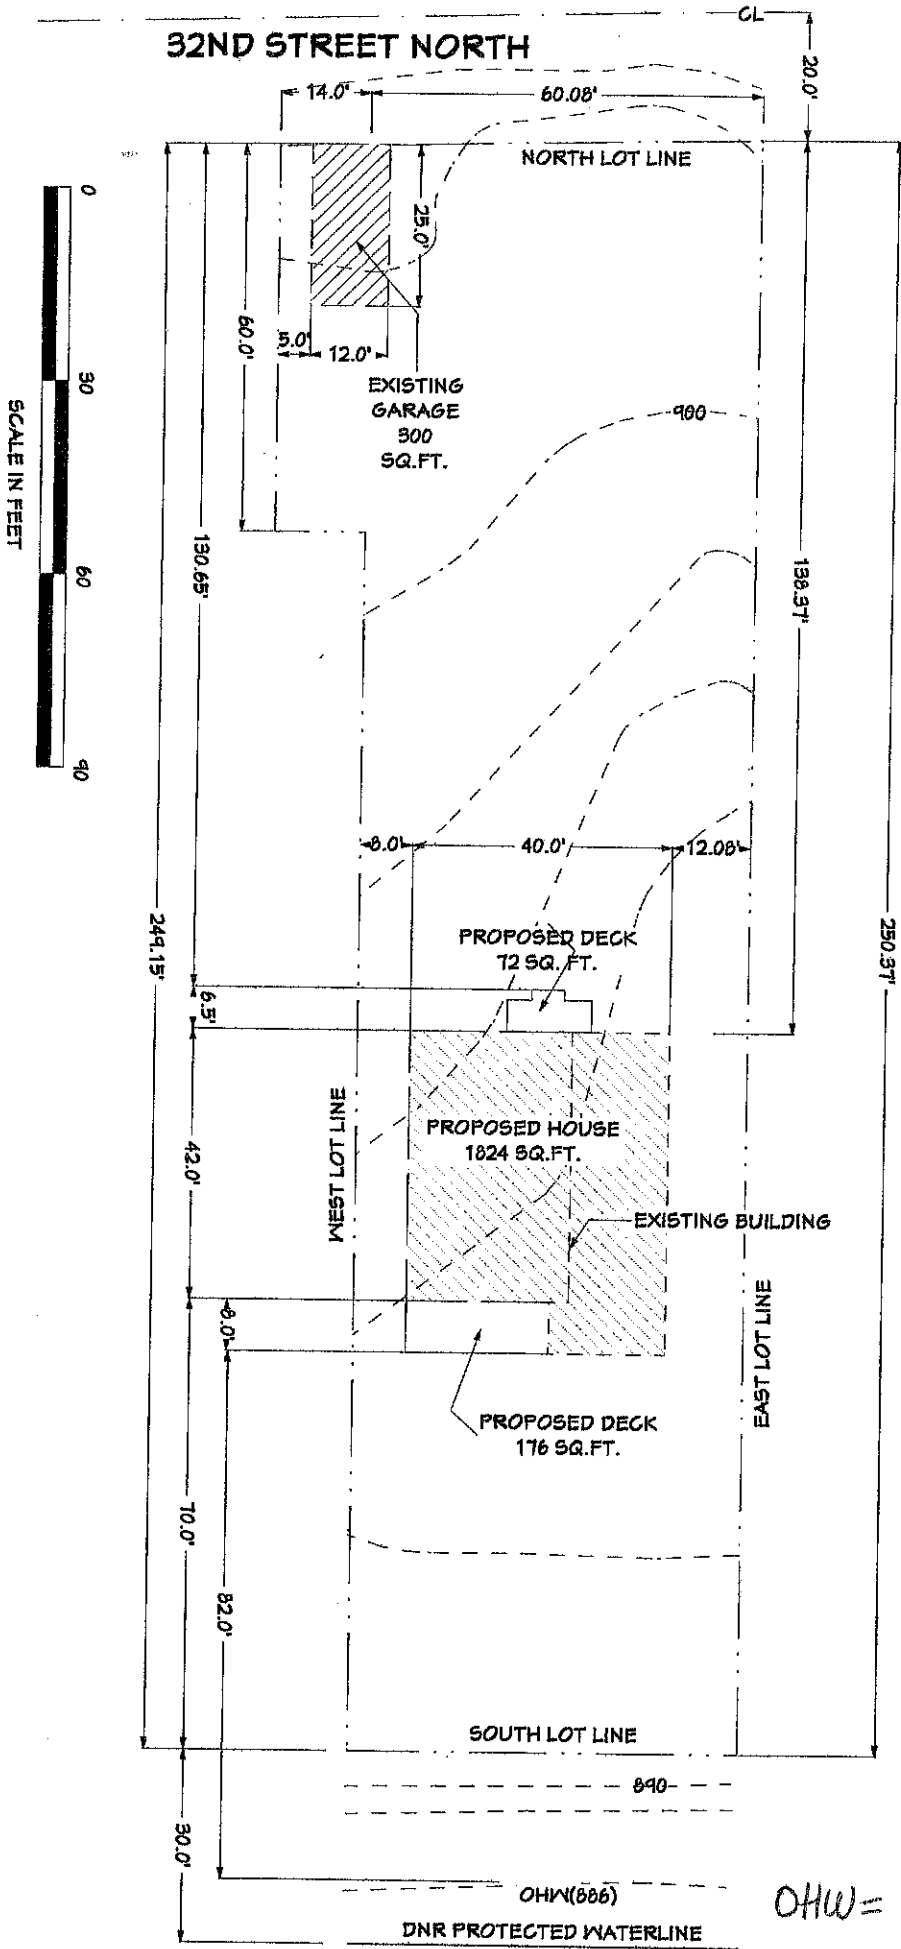 CL
32ND STREET NORTH
20.0'
14.0'
60.08'
NORTH LOT LINE
0
30
60
90
SCALE IN FEET
25.0'
60.0'
5.0'
12.0'
EXISTING
GARAGE
300
SQ.FT.
900
130.65'
138.37'
8.0'
40.0'
12.08'
249.15'
250.37'
PROPOSED DECK
72 SQ. FT.
6.5'
WEST LOT LINE
42.0'
PROPOSED HOUSE
1824 SQ.FT.
EXISTING BUILDING
EAST LOT LINE
8.0'
PROPOSED DECK
176 SQ.FT.
70.0'
82.0'
SOUTH LOT LINE
890
30.0'
OHW(886)
OHW=
DNR PROTECTED WATERLINE